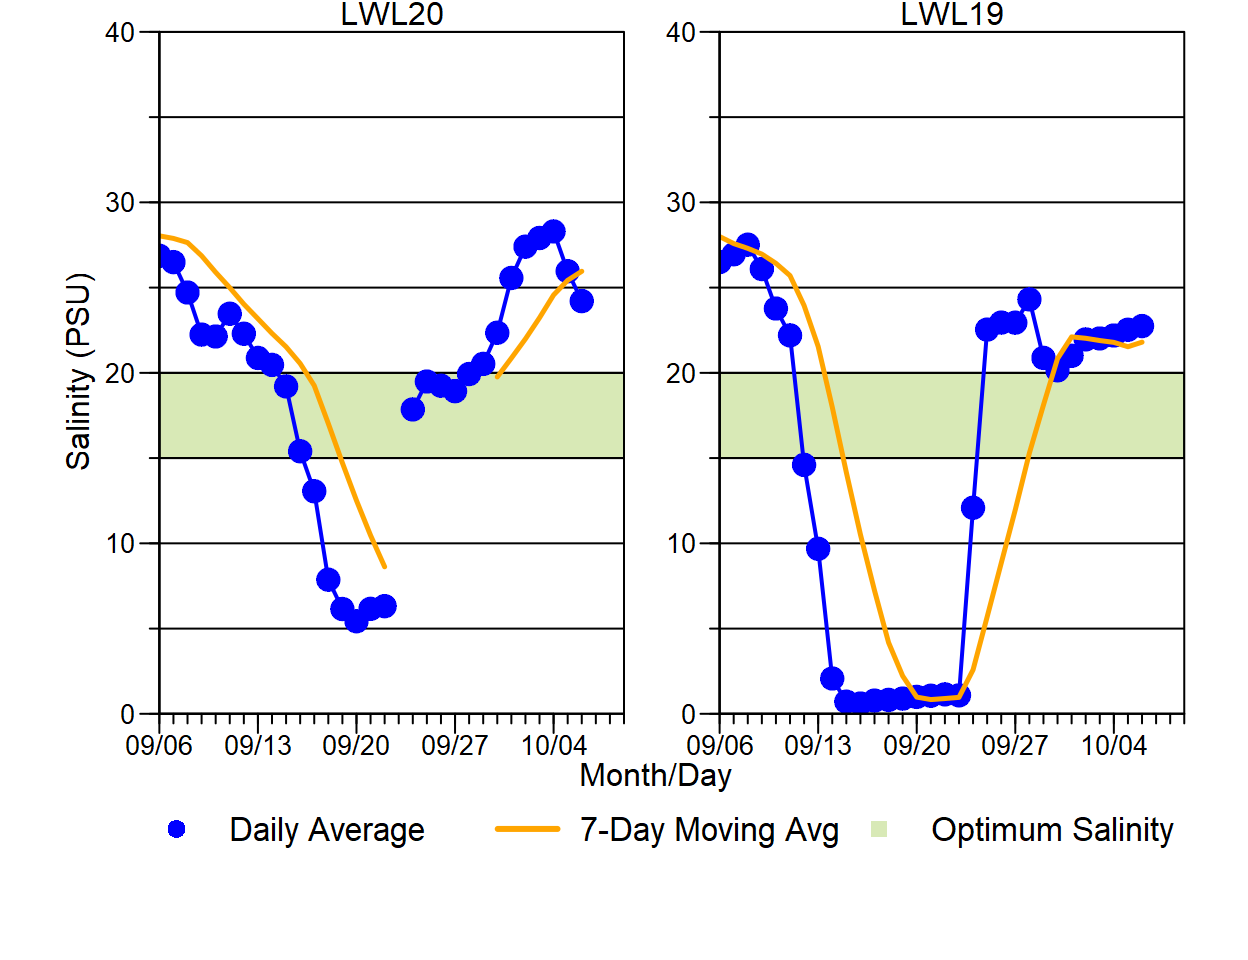 LWL20 LWL19
40 40
30 30
20 20
10 10
0 0
Salinity (PSU)
09/06 09/13 09/20 09/27 10/04 09/06 09/13 09/20 09/27 10/04
Month/Day
Daily Average 7-Day Moving Avg Optimum Salinity